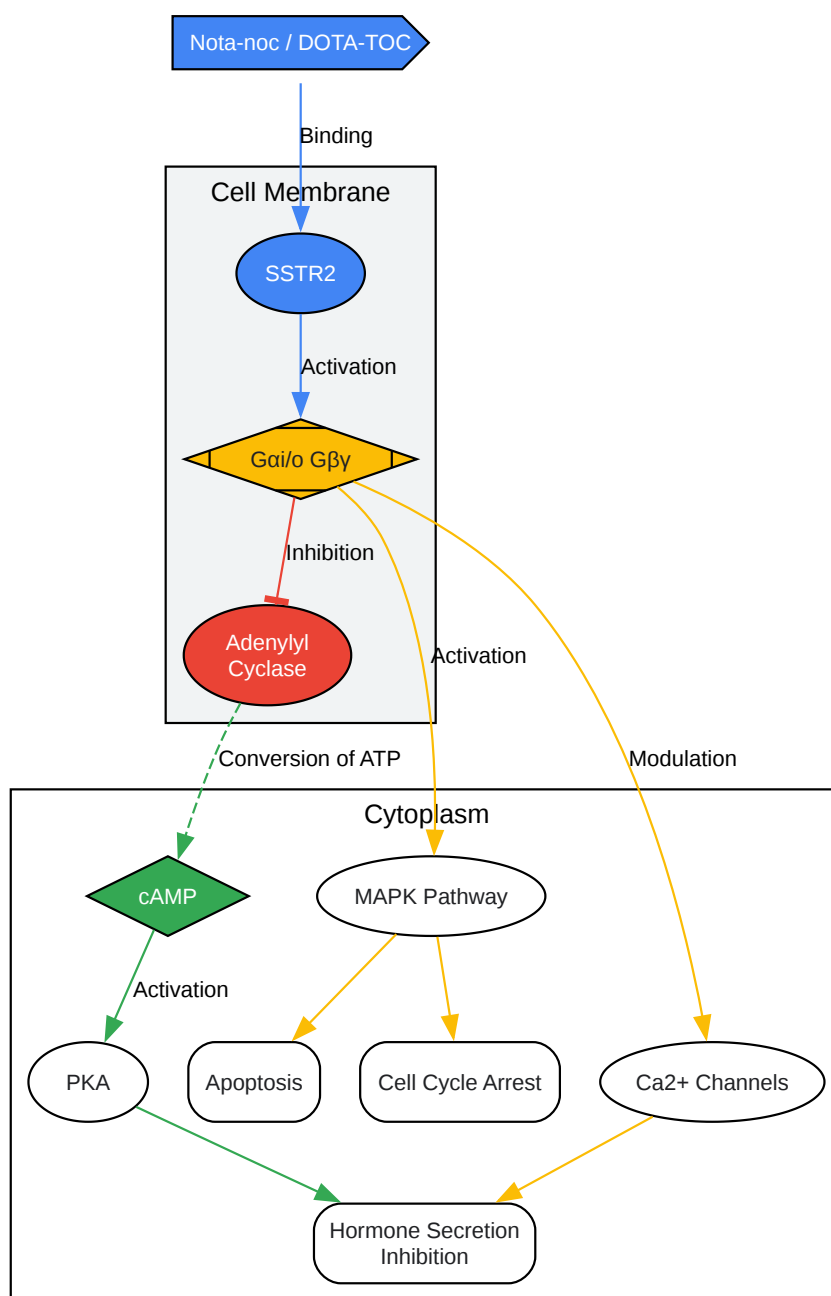 Nota-noc / DOTA-TOC
Binding
Cell Membrane
SSTR2
Activation
Gαi/o Gβγ
Inhibition
Adenylyl
Cyclase
Activation
Conversion of ATP
Modulation
Cytoplasm
cAMP
MAPK Pathway
Activation
PKA
Apoptosis
Cell Cycle Arrest
Ca2+ Channels
Hormone Secretion
Inhibition